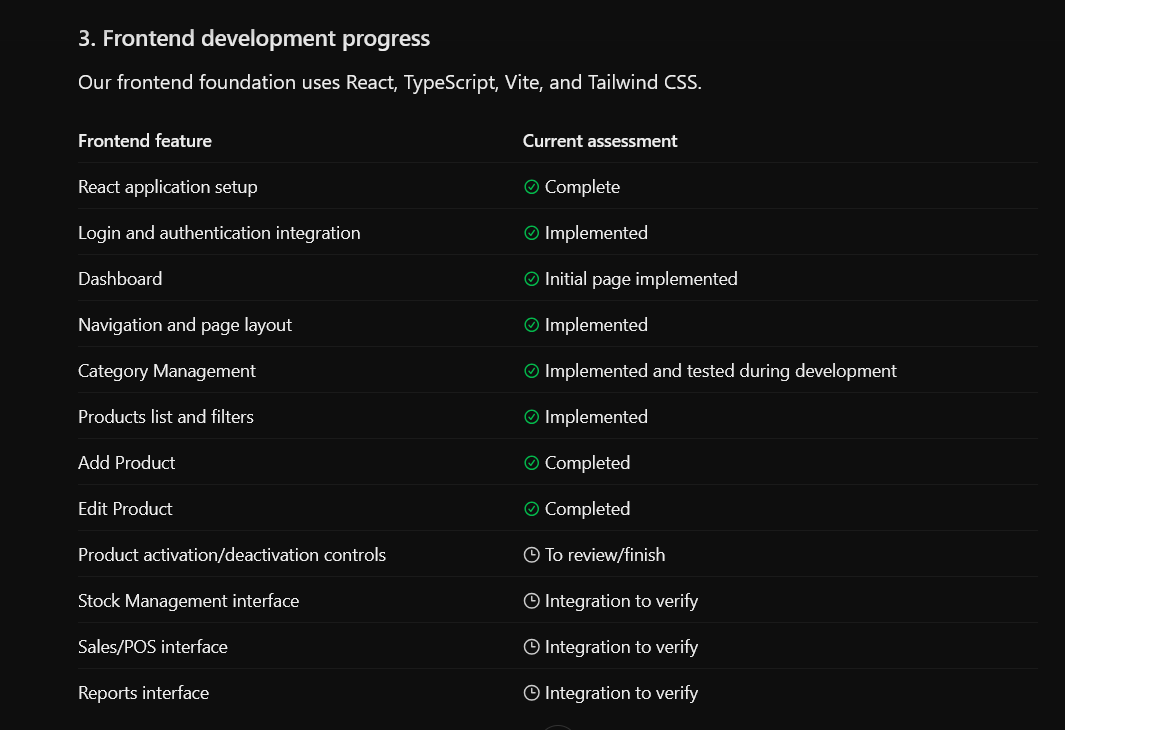 3. Frontend development progress
Our frontend foundation uses React, TypeScript, Vite, and Tailwind CSS.
Frontend feature Current assessment
React application setup Complete
Login and authentication integration Implemented
Dashboard Initial page implemented
Navigation and page layout Implemented
Category Management Implemented and tested during development
Products list and filters Implemented
Add Product Completed
Edit Product Completed
Product activation/deactivation controls To review/finish
Stock Management interface Integration to verify
Sales/POS interface Integration to verify
Reports interface Integration to verify